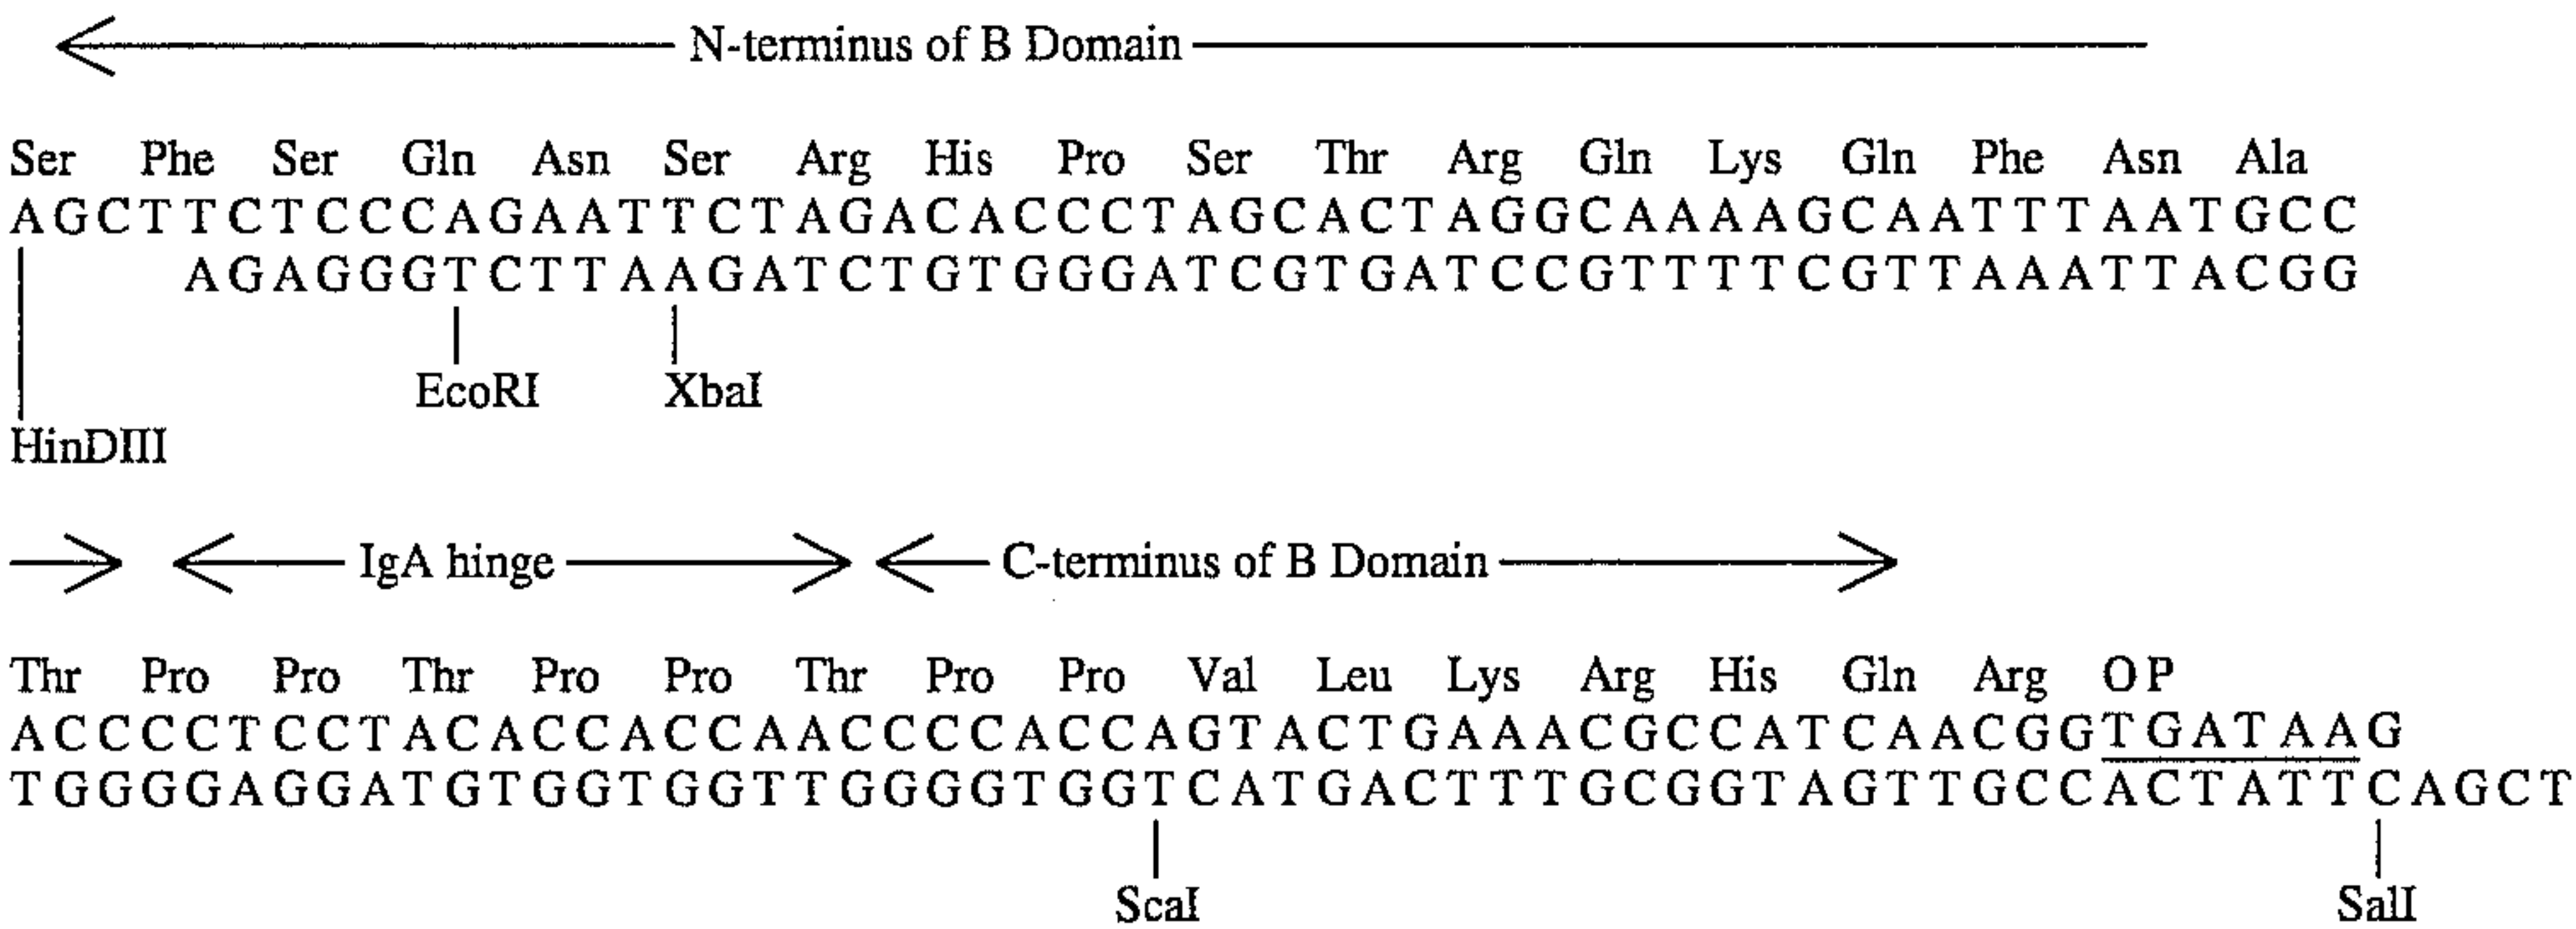 N-terminus of B Domain
Ser Phe Ser Gln Asn Ser Arg His Pro Ser Thr Arg Gln Lys Gln Phe Asn Ala
AGCTTCTCCCAGAATTCTAGACACCCTAGCACTAGGCAAAAGCAATTTAATGCC
AGAGGGTCTTAAGATCTGTGGGATCGTGATCCGTTTTCGTTAAATTACGG
EcoRI XbaI
HinDIII
IgA hinge C-terminus of B Domain
Thr Pro Pro Thr Pro Pro Thr Pro Pro Val Leu Lys Arg His Gln Arg OP
ACCCCTCCTACACCACCAACCCCACCAGTACTGAAACGCCATCAACGGTGATAAG
TGGGGAGGATGTGGTGGTTGGGGTGGTCATGACTTTGCGGTAGTTGCCACTATTCAGCT
ScaI SalI